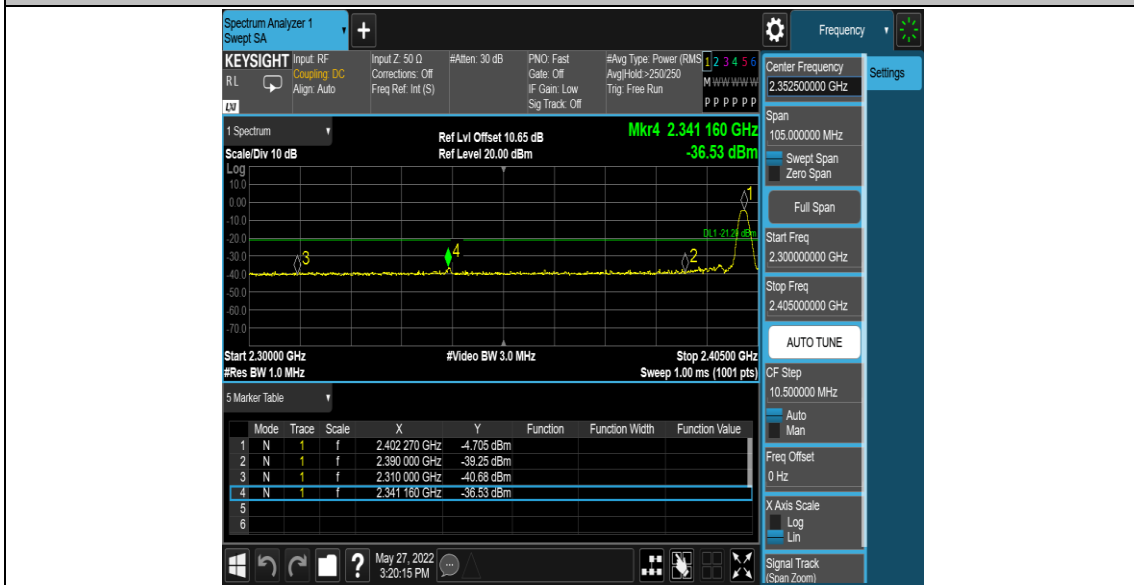 Spectrum Analyzer 1
Swept SA
+
Frequency
KEYSIGHT
RL
LXI
Input: RF
Coupling: DC
Align: Auto
Input Z: 50 Ω
Corrections: Off
Freq Ref: Int (S)
#Atten: 30 dB
PNO: Fast
Gate: Off
IF Gain: Low
Sig Track: Off
#Avg Type: Power (RMS
Avg|Hold:>250/250
Trig: Free Run
1 2 3 4 5 6
M W W W W W
P P P P P P
1 Spectrum
Scale/Div 10 dB
Ref Lvl Offset 10.65 dB
Ref Level 20.00 dBm
Mkr4 2.341 160 GHz
-36.53 dBm
Log
10.0
0.00
-10.0
-20.0
-30.0
-40.0
-50.0
-60.0
-70.0
1
DL1 -21.29 dBm
2
3
4
Start 2.30000 GHz
#Video BW 3.0 MHz
Stop 2.40500 GHz
#Res BW 1.0 MHz
Sweep 1.00 ms (1001 pts)
5 Marker Table
Mode Trace Scale X Y Function Function Width Function Value
1 N 1 f 2.402 270 GHz -4.705 dBm
2 N 1 f 2.390 000 GHz -39.25 dBm
3 N 1 f 2.310 000 GHz -40.68 dBm
4 N 1 f 2.341 160 GHz -36.53 dBm
5
6
?
May 27, 2022
3:20:15 PM
Center Frequency
2.352500000 GHz
Settings
Span
105.000000 MHz
Swept Span
Zero Span
Full Span
Start Freq
2.300000000 GHz
Stop Freq
2.405000000 GHz
AUTO TUNE
CF Step
10.500000 MHz
Auto
Man
Freq Offset
0 Hz
X Axis Scale
Log
Lin
Signal Track
(Span Zoom)